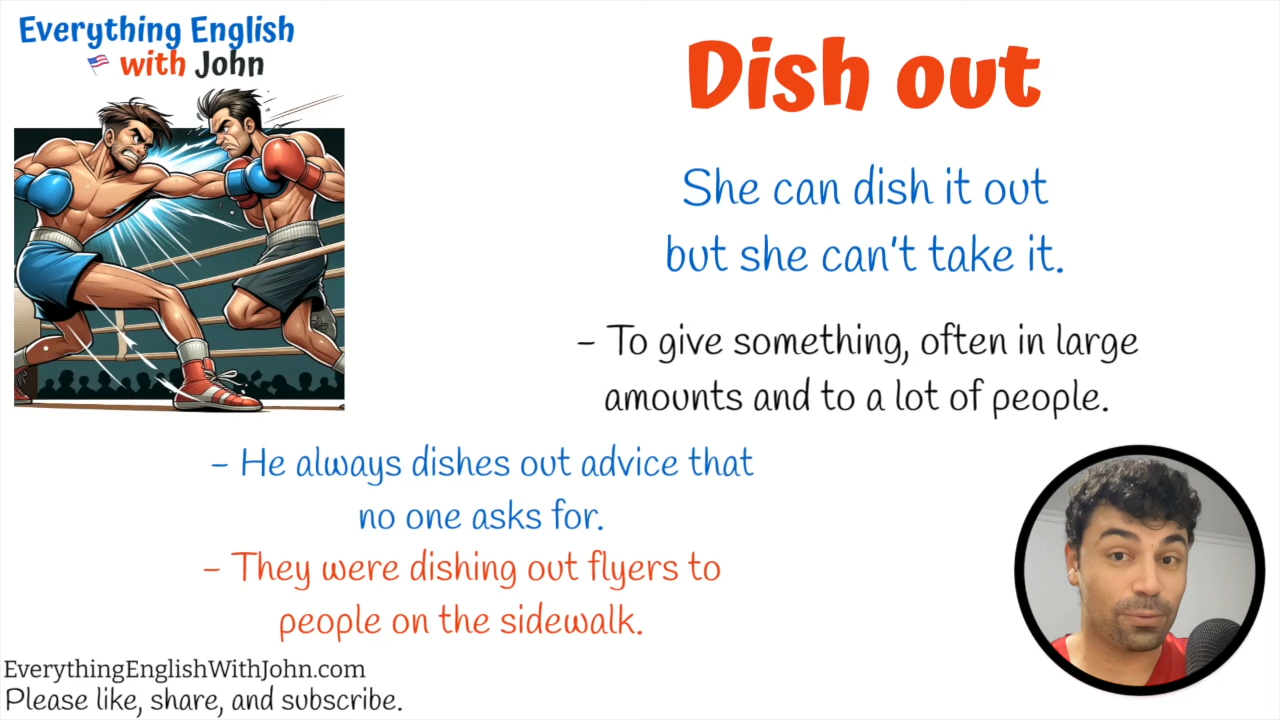 Everything English
with John
Dish out
She can dish it out
but she can't take it.
- To give something, often in large
amounts and to a lot of people.
- He always dishes out advice that
no one asks for.
- They were dishing out flyers to
people on the sidewalk.
EverythingEnglishWithJohn.com
Please like, share, and subscribe.